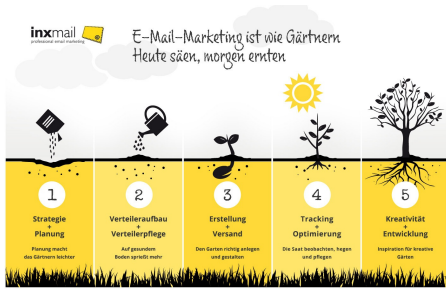 inxmail
professional email marketing
E-Mail-Marketing ist wie Gärtnern
Heute säen, morgen ernten
1
Strategie
+
Planung
Planung macht
das Gärtnern leichter
2
Verteileraufbau
+
Verteilerpflege
Auf gesundem
Boden sprießt mehr
3
Erstellung
+
Versand
Den Garten richtig anlegen
und gestalten
4
Tracking
+
Optimierung
Die Saat beobachten, hegen
und pflegen
5
Kreativität
+
Entwicklung
Inspiration für kreative
Gärten